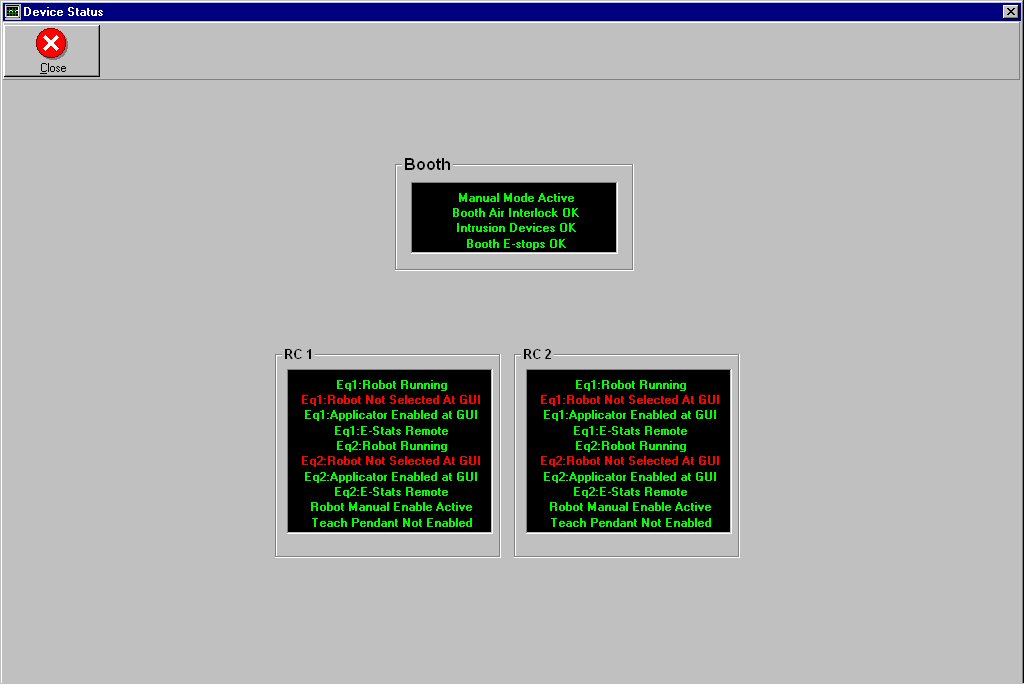 Device Status
Close
Booth
Manual Mode Active
Booth Air Interlock OK
Intrusion Devices OK
Booth E-stops OK
RC 1
Eq1:Robot Running
Eq1:Robot Not Selected At GUI
Eq1:Applicator Enabled at GUI
Eq1:E-Stats Remote
Eq2:Robot Running
Eq2:Robot Not Selected At GUI
Eq2:Applicator Enabled at GUI
Eq2:E-Stats Remote
Robot Manual Enable Active
Teach Pendant Not Enabled
RC 2
Eq1:Robot Running
Eq1:Robot Not Selected At GUI
Eq1:Applicator Enabled at GUI
Eq1:E-Stats Remote
Eq2:Robot Running
Eq2:Robot Not Selected At GUI
Eq2:Applicator Enabled at GUI
Eq2:E-Stats Remote
Robot Manual Enable Active
Teach Pendant Not Enabled